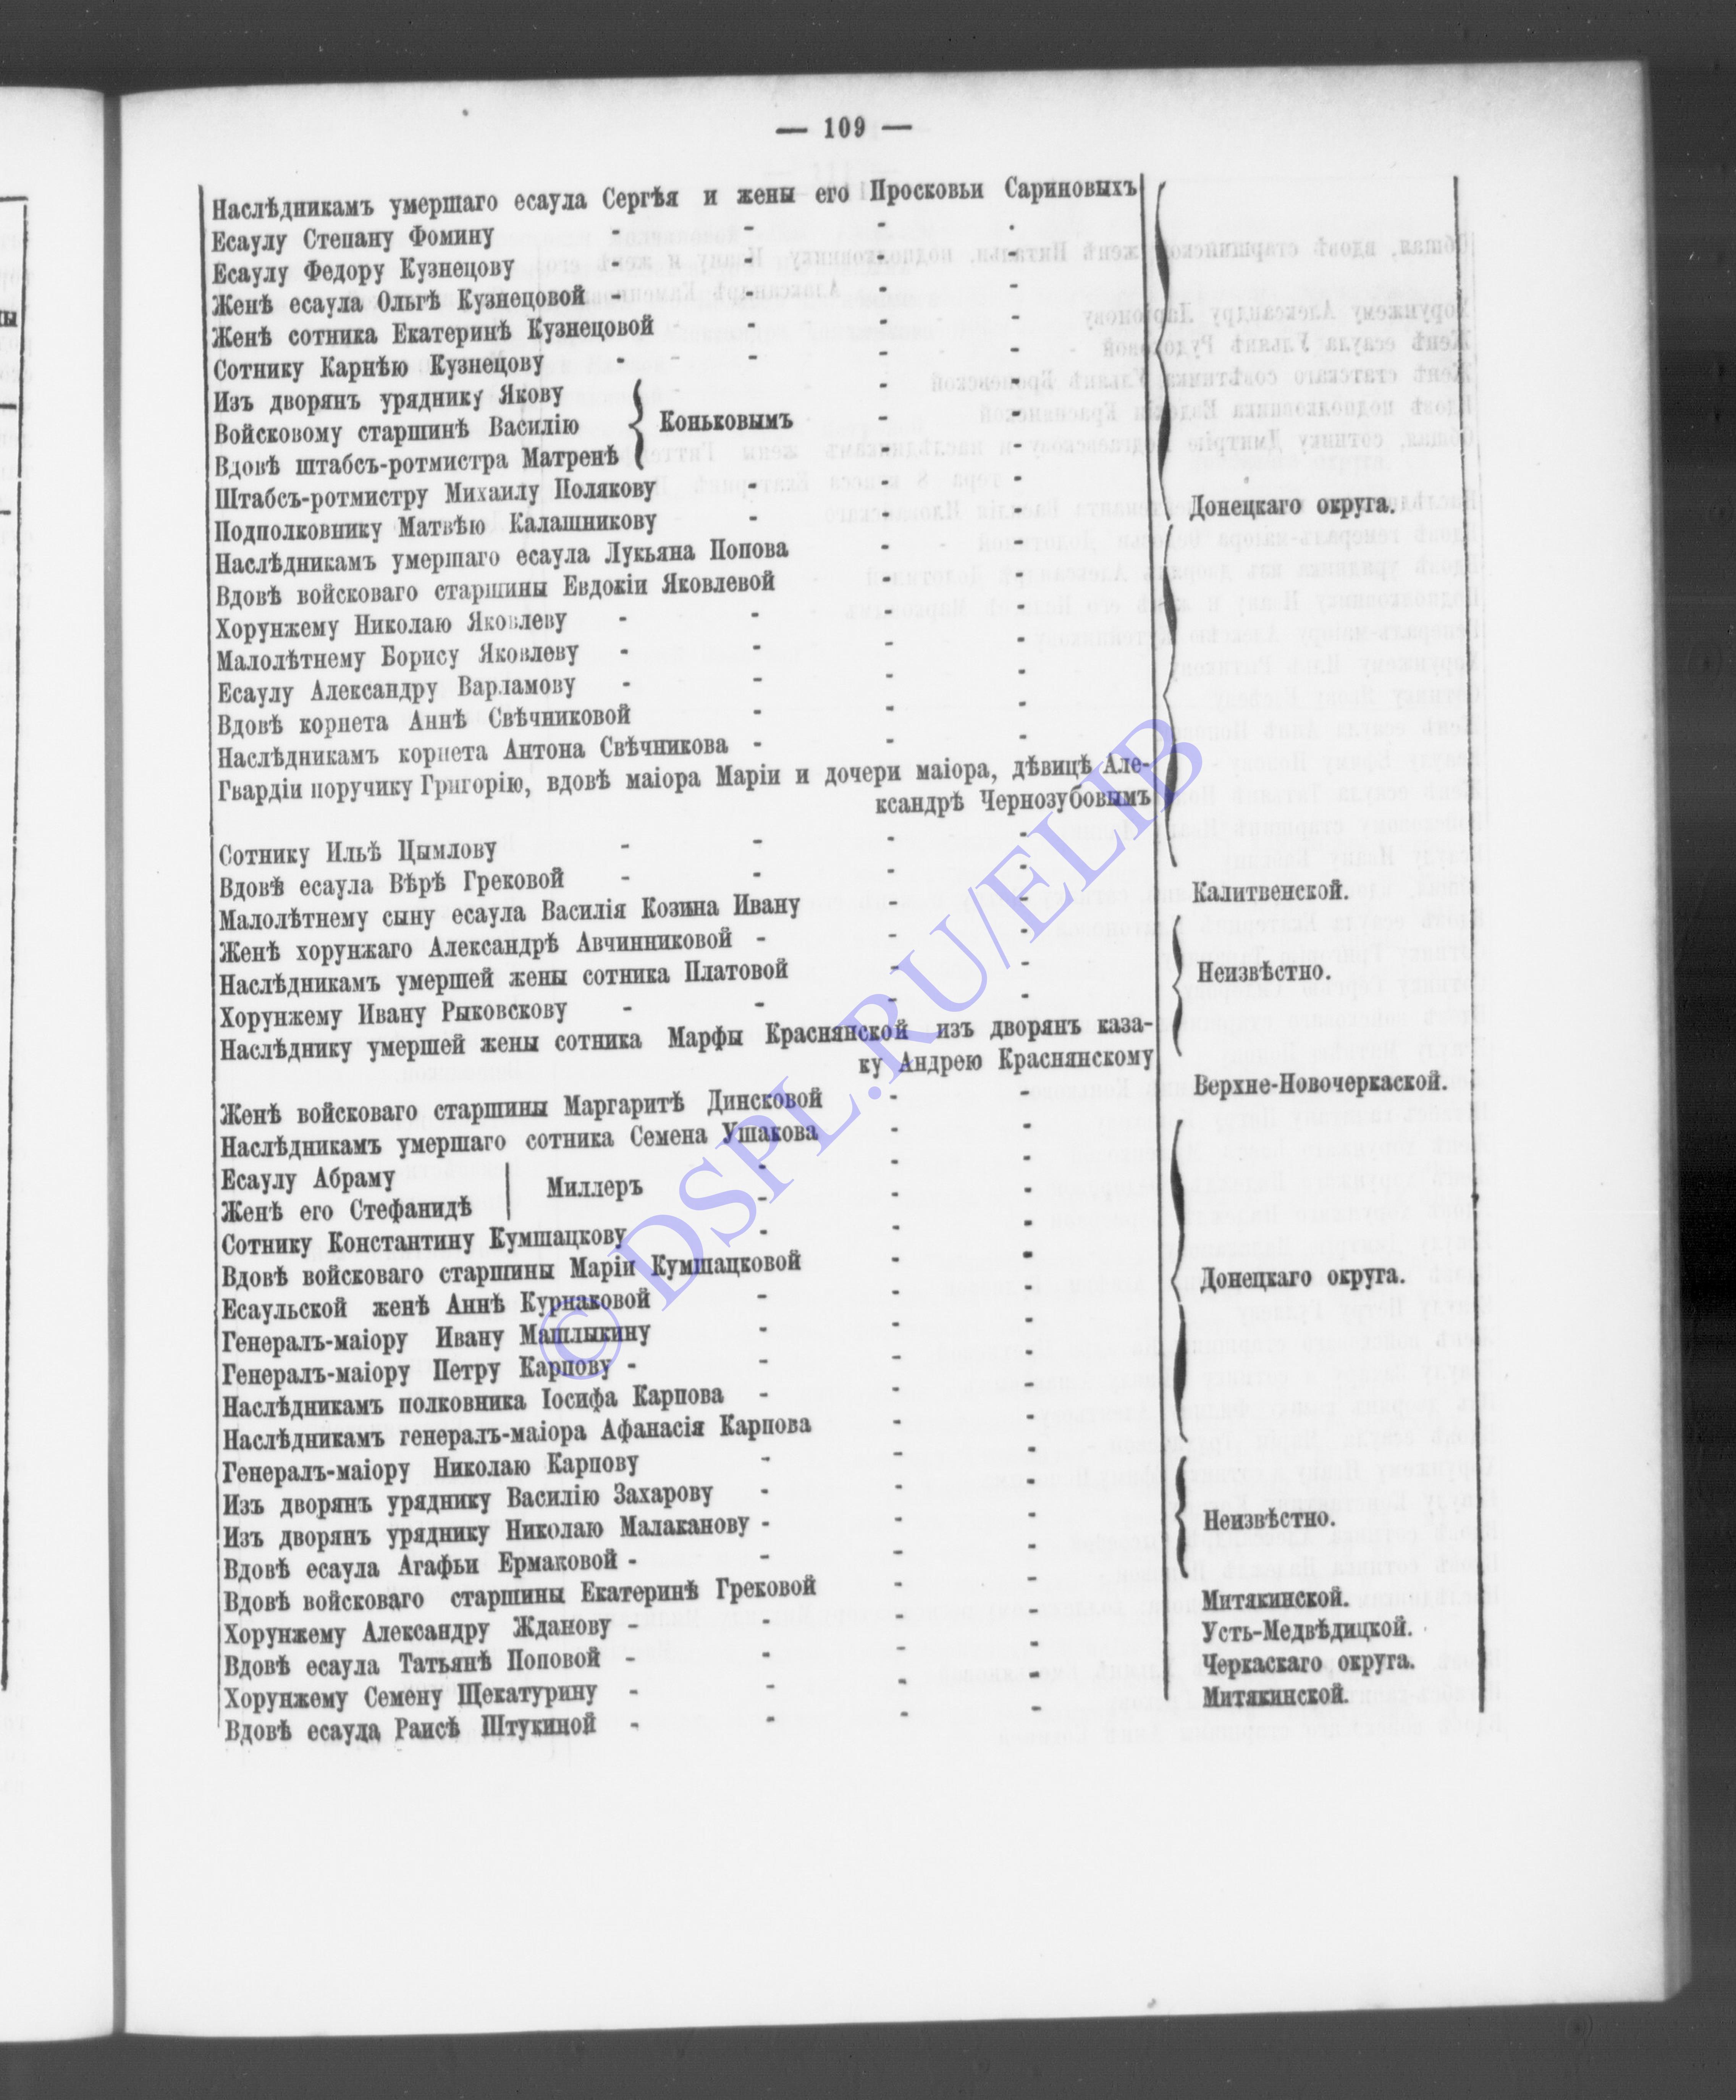 — 109 —
Наслѣдникамъ умершаго есаула Сергѣя и жены его Просковьи Сариновыхъ
Есаулу Степану Фомину - - - -
Есаулу Федору Кузнецову - - - -
Женѣ есаула Ольгѣ Кузнецовой - - - -
Женѣ сотника Екатеринѣ Кузнецовой - - -
Сотнику Карнѣю Кузнецову - - - -
Изъ дворянъ уряднику Якову - -
Войсковому старшинѣ Василію { Коньковымъ - -
Вдовѣ штабсъ-ротмистра Матренѣ - -
Штабсъ-ротмистру Михаилу Полякову - - -
Донецкаго округа.
Подполковнику Матвѣю Калашникову - - -
Наслѣдникамъ умершаго есаула Лукьяна Попова - -
Вдовѣ войсковаго старшины Евдокіи Яковлевой - -
Хорунжему Николаю Яковлеву - - - -
Малолѣтнему Борису Яковлеву - - - -
Есаулу Александру Варламову - - - -
Вдовѣ корнета Аннѣ Свѣчниковой - - -
Наслѣдникамъ корнета Антона Свѣчникова - - -
Гвардіи поручику Григорію, вдовѣ маіора Маріи и дочери маіора, дѣвицѣ Але-
ксандрѣ Чернозубовымъ
Сотнику Ильѣ Цымлову - - - -
Вдовѣ есаула Вѣрѣ Грековой - - - -
Малолѣтнему сыну есаула Василія Козина Ивану - - Калитвенской.
Женѣ хорунжаго Александрѣ Авчинниковой - - -
Наслѣдникамъ умершей жены сотника Платовой - - Неизвѣстно.
Хорунжему Ивану Рыковскову - - - -
Наслѣднику умершей жены сотника Марфы Краснянской изъ дворянъ каза-
ку Андрею Краснянскому
Женѣ войсковаго старшины Маргаритѣ Динсковой - - Верхне-Новочеркаской.
Наслѣдникамъ умершаго сотника Семена Ушакова - -
Есаулу Абраму | Миллеръ - - -
Женѣ его Стефанидѣ - - -
Сотнику Константину Кумшацкову - - -
Вдовѣ войсковаго старшины Маріи Кумшацковой - -
Донецкаго округа.
Есаульской женѣ Аннѣ Курнаковой - - -
Генералъ-маіору Ивану Машлыкину - - -
Генералъ-маіору Петру Карпову - - - -
Наслѣдникамъ полковника Іосифа Карпова - - -
Наслѣдникамъ генералъ-маіора Афанасія Карпова - -
Генералъ-маіору Николаю Карпову - - -
Изъ дворянъ уряднику Василію Захарову - - -
Изъ дворянъ уряднику Николаю Малаканову - - - Неизвѣстно.
Вдовѣ есаула Агафьи Ермаковой - - - -
Вдовѣ войсковаго старшины Екатеринѣ Грековой - -
Хорунжему Александру Жданову - - - - Митякинской.
Вдовѣ есаула Татьянѣ Поповой - - - - Усть-Медвѣдицкой.
Хорунжему Семену Щекатурину - - - - Черкаскаго округа.
Вдовѣ есаула Раисѣ Штукиной - - - - Митякинской.
© DSPL.RU/ELIB